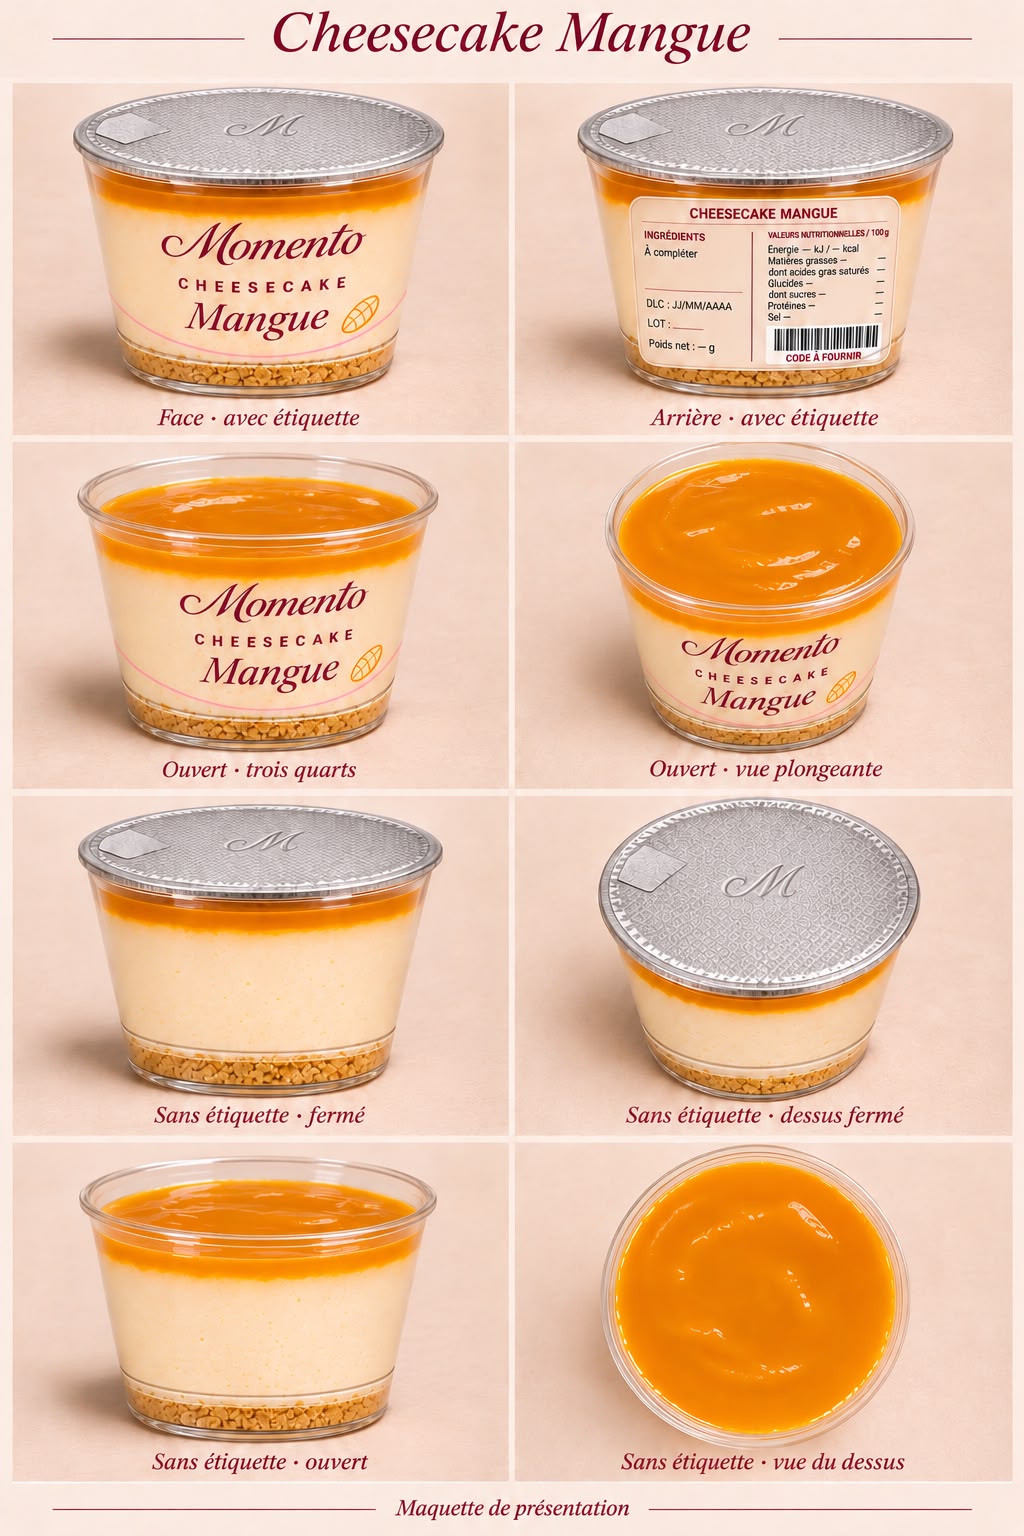 Cheesecake Mangue
M
Momento
CHEESECAKE
Mangue
Face · avec étiquette
M
CHEESECAKE MANGUE
INGRÉDIENTS
À compléter
DLC : JJ/MM/AAAA
LOT : ____
Poids net : — g
VALEURS NUTRITIONNELLES / 100 g
Énergie — kJ / — kcal
Matières grasses — —
dont acides gras saturés —
Glucides — —
dont sucres — —
Protéines — —
Sel — —
CODE À FOURNIR
Arrière · avec étiquette
Momento
CHEESECAKE
Mangue
Ouvert · trois quarts
Momento
CHEESECAKE
Mangue
Ouvert · vue plongeante
M
Sans étiquette · fermé
M
Sans étiquette · dessus fermé
Sans étiquette · ouvert
Sans étiquette · vue du dessus
Maquette de présentation